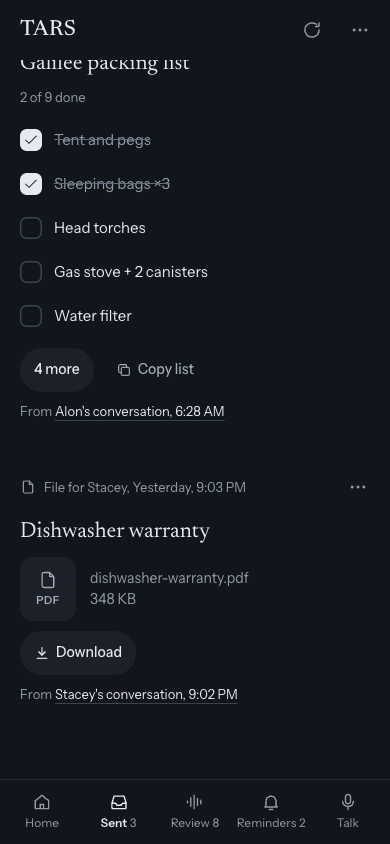 TARS
Galilee packing list
2 of 9 done
Tent and pegs
Sleeping bags ×3
Head torches
Gas stove + 2 canisters
Water filter
4 more Copy list
From Alon's conversation, 6:28 AM
File for Stacey, Yesterday, 9:03 PM
Dishwasher warranty
PDF
dishwasher-warranty.pdf
348 KB
Download
From Stacey's conversation, 9:02 PM
Home Sent 3 Review 8 Reminders 2 Talk